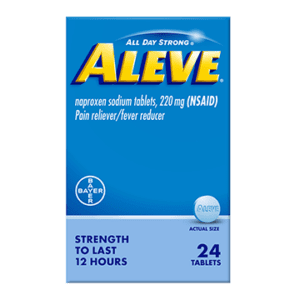 ALL DAY STRONG®
ALEVE®
naproxen sodium tablets, 220 mg (NSAID)
Pain reliever/fever reducer
BAYER
BAYER
ACTUAL SIZE
STRENGTH
TO LAST
12 HOURS
24
TABLETS